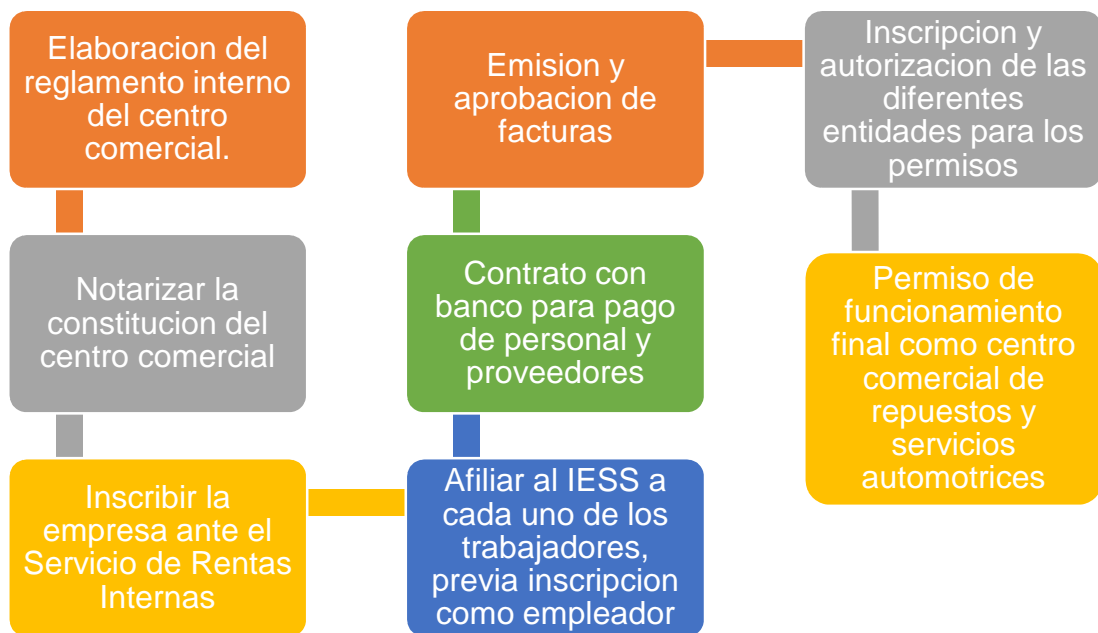 Elaboracion del
reglamento interno
del centro
comercial.
Notarizar la
constitucion del
centro comercial
Inscribir la
empresa ante el
Servicio de Rentas
Internas
Afiliar al IESS a
cada uno de los
trabajadores,
previa inscripcion
como empleador
Contrato con
banco para pago
de personal y
proveedores
Emision y
aprobacion de
facturas
Inscripcion y
autorizacion de las
diferentes
entidades para los
permisos
Permiso de
funcionamiento
final como centro
comercial de
repuestos y
servicios
automotrices